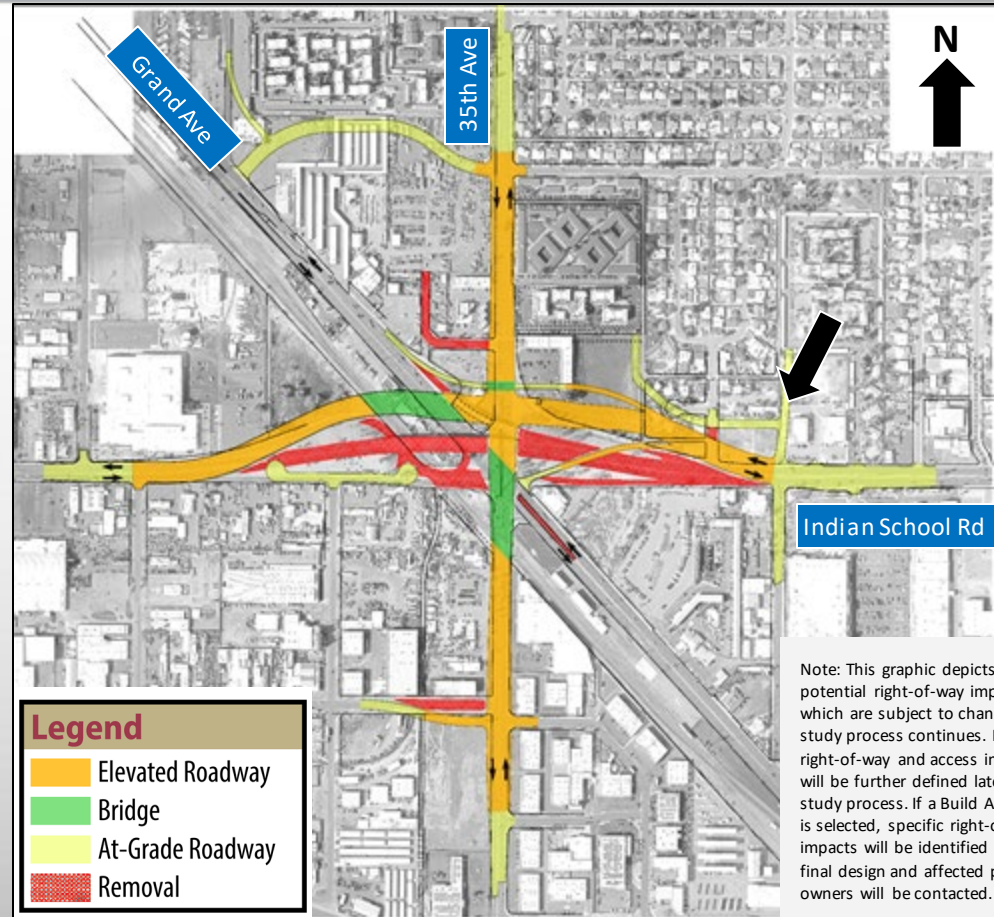 Grand Ave
35th Ave
N
Indian School Rd
Note: This graphic depicts
potential right-of-way imp
which are subject to chan
study process continues.
right-of-way and access in
will be further defined late
study process. If a Build A
is selected, specific right-o
impacts will be identified
final design and affected p
owners will be contacted.
Legend
Elevated Roadway
Bridge
At-Grade Roadway
Removal